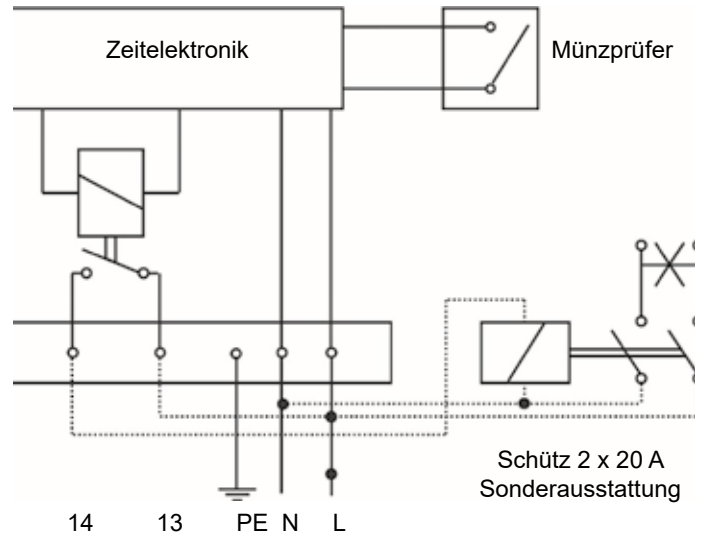 Zeitelektronik
Münzprüfer
Schütz 2 x 20 A
Sonderausstattung
14 13 PE N L